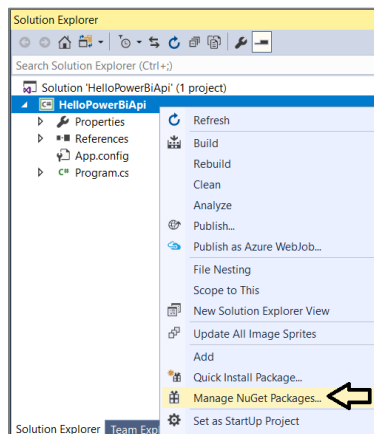 Solution Explorer
Search Solution Explorer (Ctrl+;)
Solution 'HelloPowerBiApi' (1 project)
C# HelloPowerBiApi
Properties
References
App.config
C# Program.cs
Refresh
Build
Rebuild
Clean
Analyze
Publish...
Publish as Azure WebJob...
File Nesting
Scope to This
New Solution Explorer View
Update All Image Sprites
Add
Quick Install Package...
Manage NuGet Packages...
Set as StartUp Project
Solution Explorer Team Exp